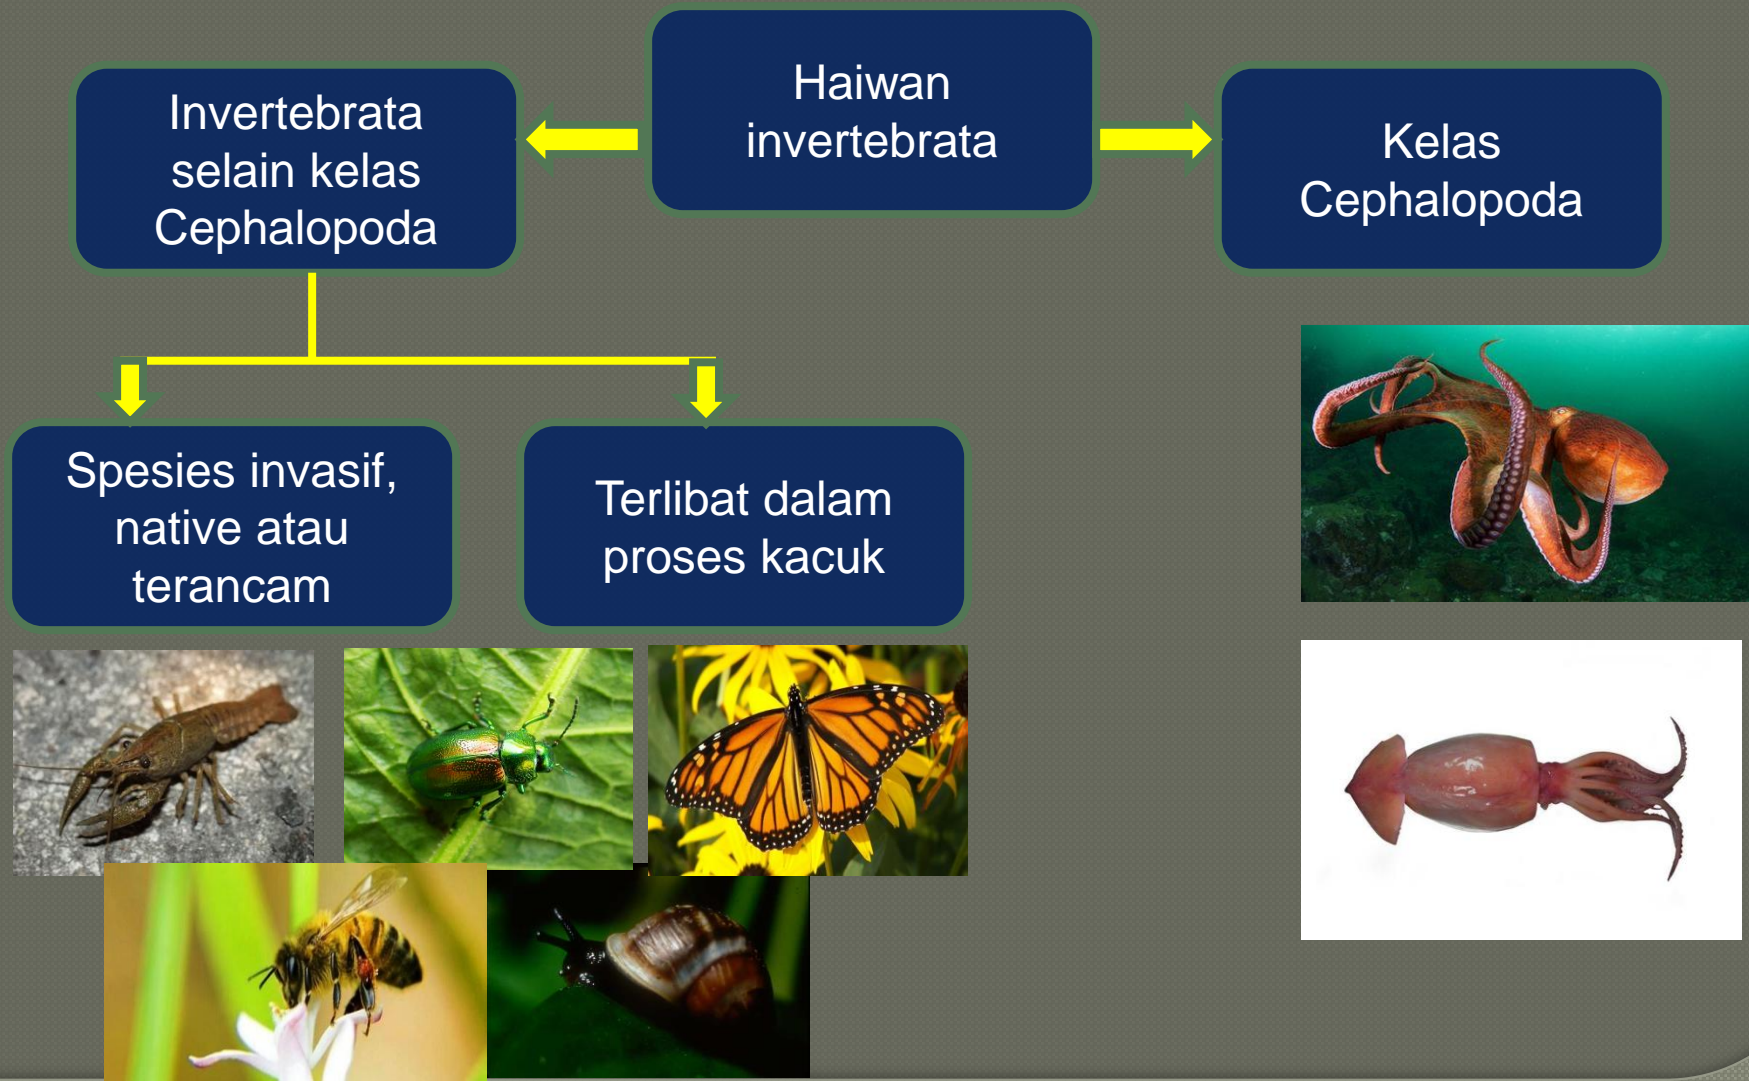 Haiwan
invertebrata
Invertebrata
selain kelas
Cephalopoda
Kelas
Cephalopoda
Spesies invasif,
native atau
terancam
Terlibat dalam
proses kacuk